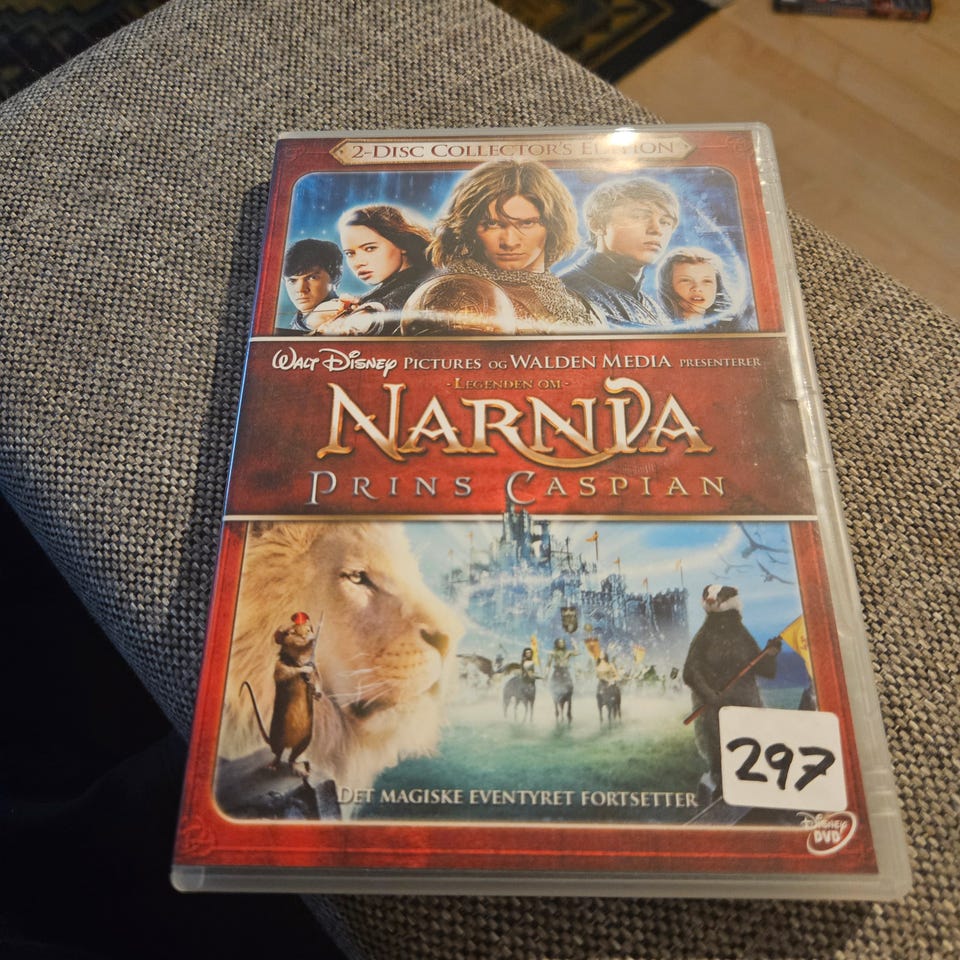 2-DISC COLLECTOR'S EDITION
WALT DISNEY PICTURES OG WALDEN MEDIA PRESENTERER
-LEGENDEN OM-
NARNIA
PRINS CASPIAN
DET MAGISKE EVENTYRET FORTSETTER
297
DISNEY
DVD